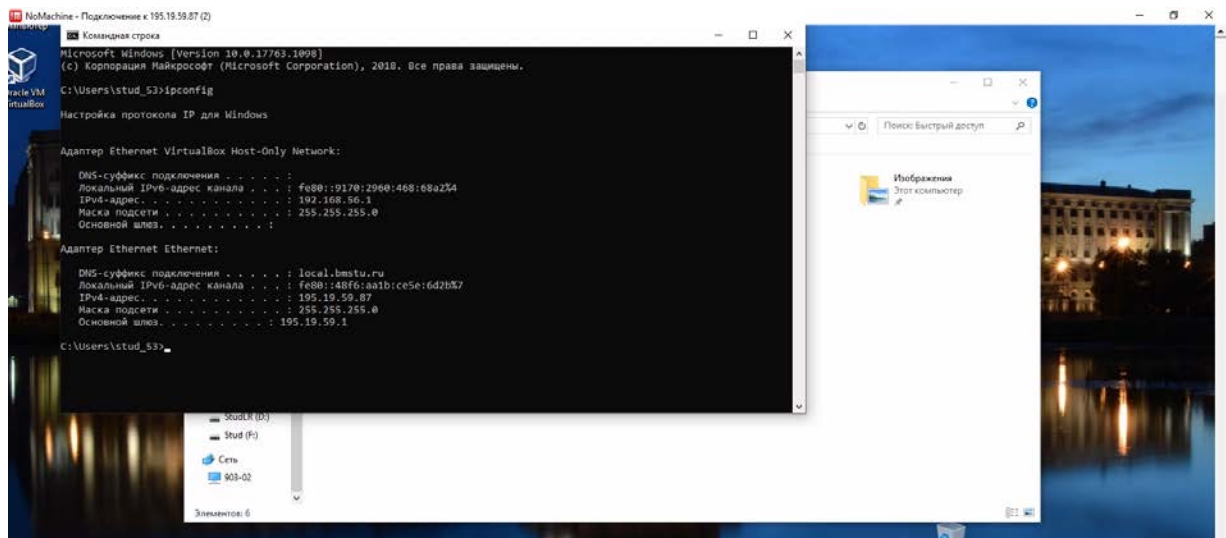 NoMachine - Подключение к 195.19.59.87 (2)
Командная строка
Microsoft Windows [Version 10.0.17763.1098]
(c) Корпорация Майкрософт (Microsoft Corporation), 2018. Все права защищены.
C:\Users\stud_53>ipconfig
Настройка протокола IP для Windows
Адаптер Ethernet VirtualBox Host-Only Network:
DNS-суффикс подключения . . . . . :
Локальный IPv6-адрес канала . . . : fe80::9170:2960:468:68a2%4
IPv4-адрес. . . . . . . . . . . . : 192.168.56.1
Маска подсети . . . . . . . . . . : 255.255.255.0
Основной шлюз. . . . . . . . . :
Адаптер Ethernet Ethernet:
DNS-суффикс подключения . . . . . : local.bmstu.ru
Локальный IPv6-адрес канала . . . : fe80::48f6:aa1b:ce5e:6d2b%7
IPv4-адрес. . . . . . . . . . . . : 195.19.59.87
Маска подсети . . . . . . . . . . : 255.255.255.0
Основной шлюз. . . . . . . . . : 195.19.59.1
C:\Users\stud_53>
Oracle VM
VirtualBox
Поиск: Быстрый доступ
Изображения
Этот компьютер
StudLR (D:)
Stud (F:)
Сеть
903-02
Элементов: 6